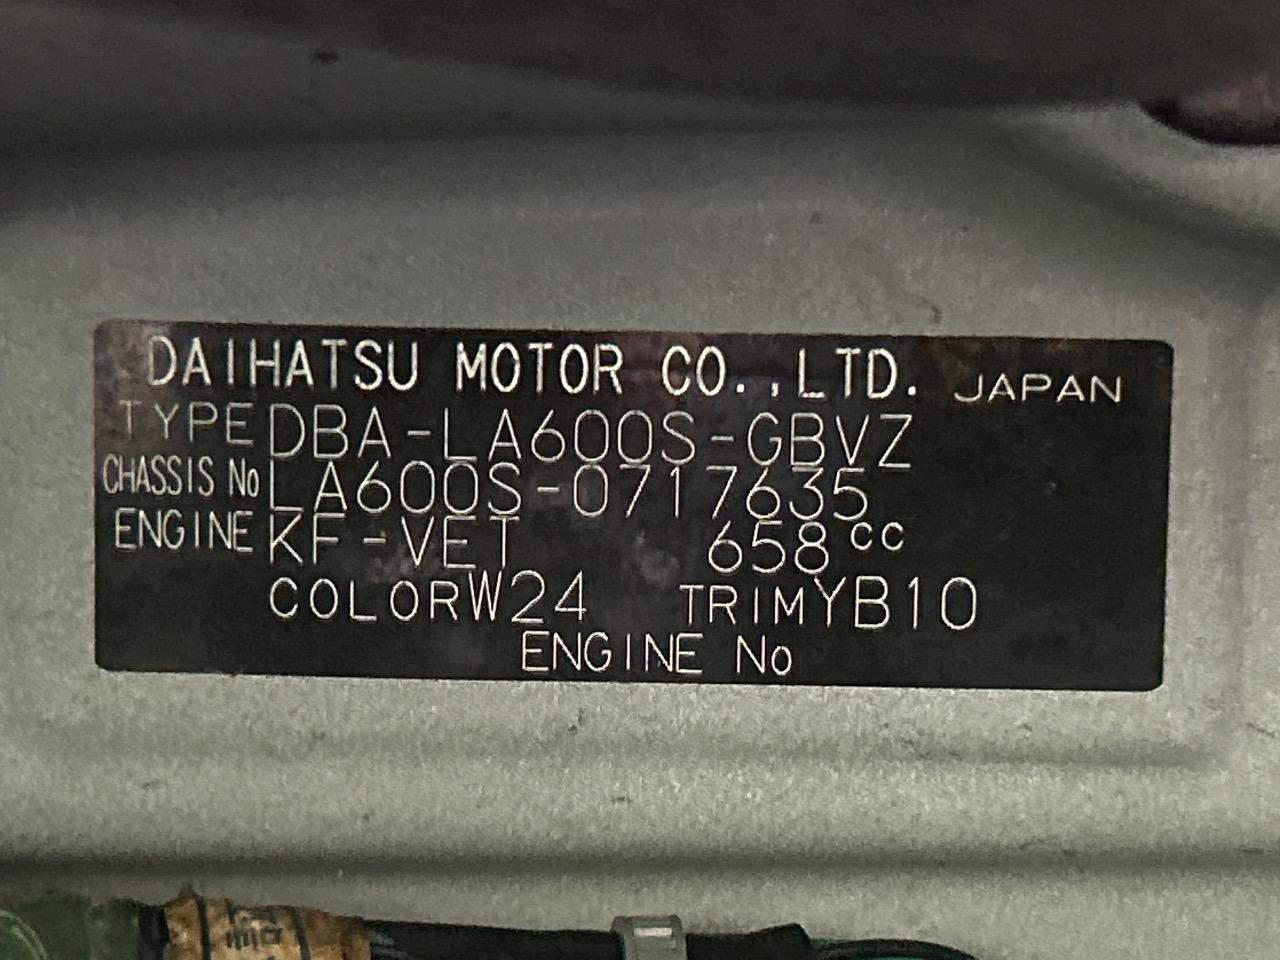 DAIHATSU MOTOR CO.,LTD. JAPAN
TYPE DBA-LA600S-GBVZ
CHASSIS No LA600S-0717635
ENGINE KF-VET 658cc
COLOR W24 TRIM YB10
ENGINE No